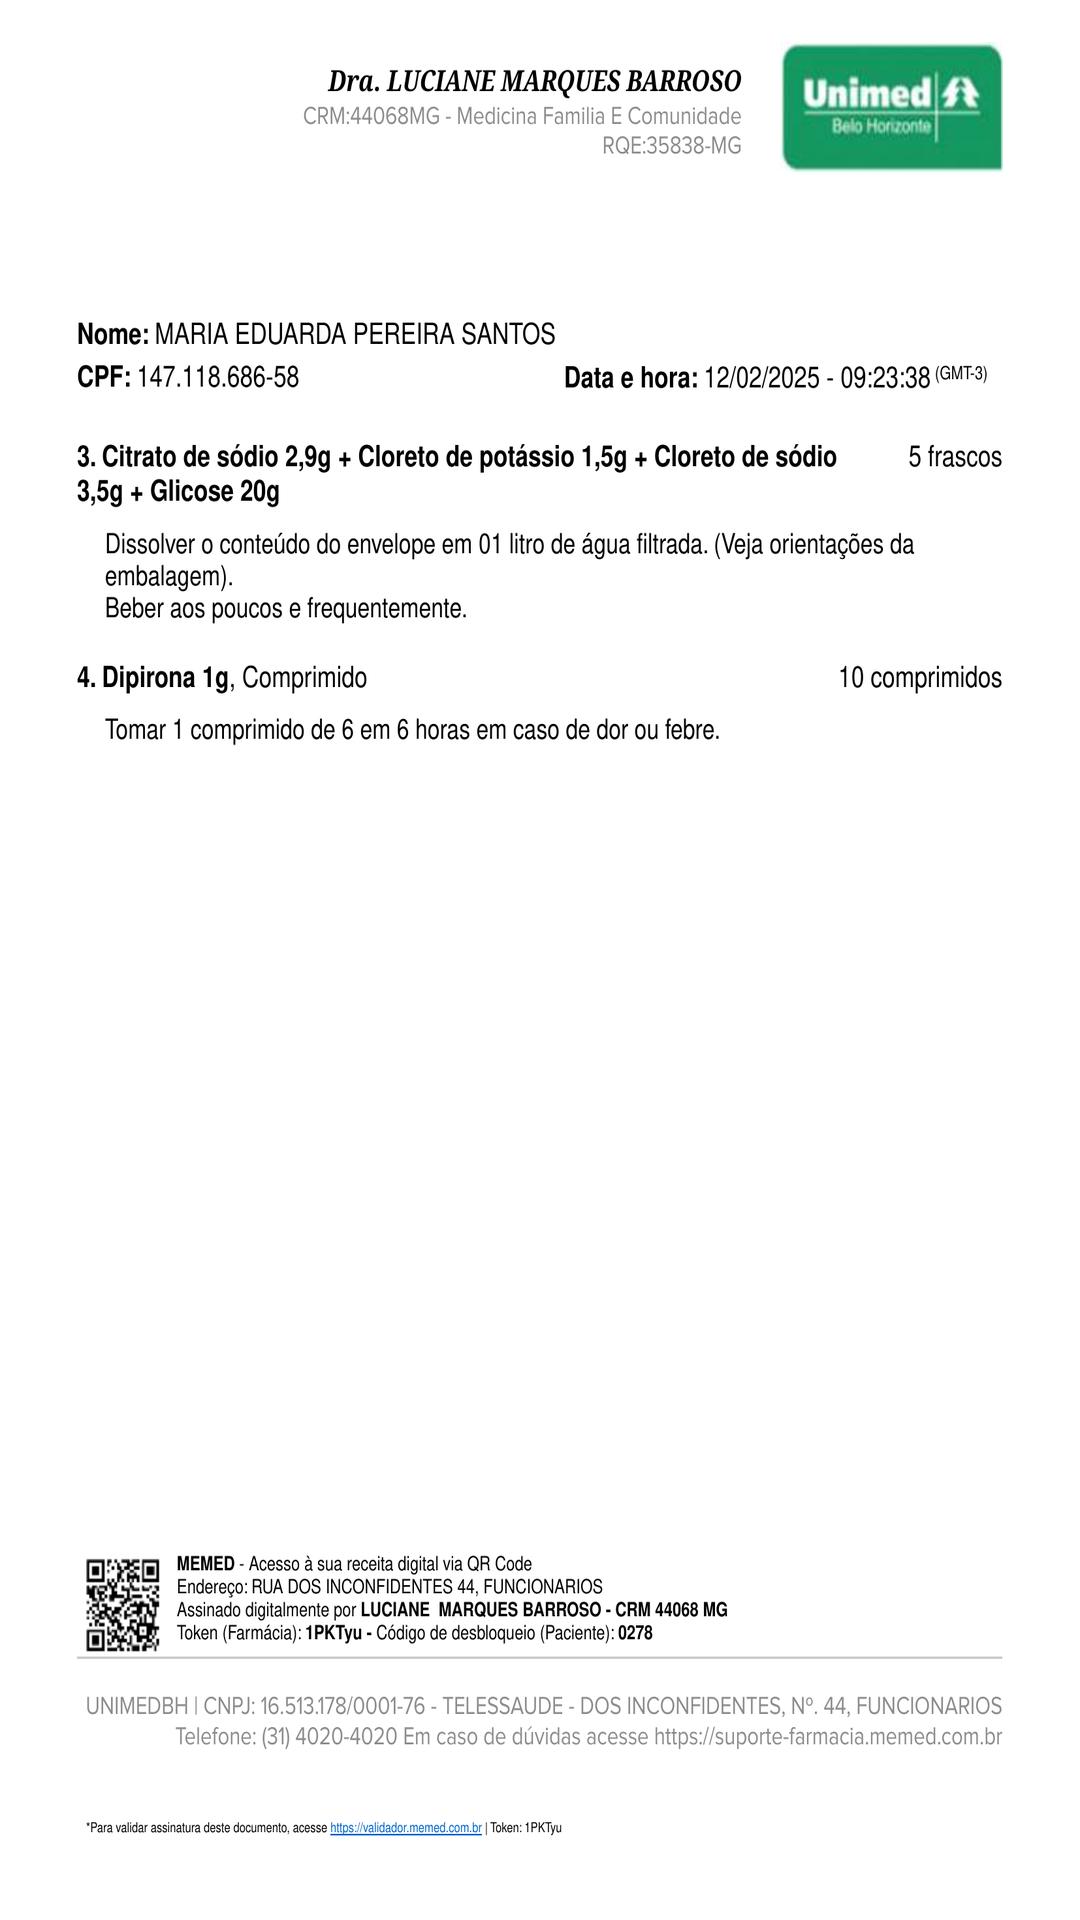 Dra. LUCIANE MARQUES BARROSO
CRM:44068MG - Medicina Familia E Comunidade
RQE:35838-MG
Unimed
Belo Horizonte
Nome: MARIA EDUARDA PEREIRA SANTOS
CPF: 147.118.686-58
Data e hora: 12/02/2025 - 09:23:38 (GMT-3)
3. Citrato de sódio 2,9g + Cloreto de potássio 1,5g + Cloreto de sódio 5 frascos
3,5g + Glicose 20g
Dissolver o conteúdo do envelope em 01 litro de água filtrada. (Veja orientações da
embalagem).
Beber aos poucos e frequentemente.
4. Dipirona 1g, Comprimido 10 comprimidos
Tomar 1 comprimido de 6 em 6 horas em caso de dor ou febre.
MEMED - Acesso à sua receita digital via QR Code
Endereço: RUA DOS INCONFIDENTES 44, FUNCIONARIOS
Assinado digitalmente por LUCIANE MARQUES BARROSO - CRM 44068 MG
Token (Farmácia): 1PKTyu - Código de desbloqueio (Paciente): 0278
UNIMEDBH | CNPJ: 16.513.178/0001-76 - TELESSAUDE - DOS INCONFIDENTES, Nº. 44, FUNCIONARIOS
Telefone: (31) 4020-4020 Em caso de dúvidas acesse https://suporte-farmacia.memed.com.br
*Para validar assinatura deste documento, acesse https://validador.memed.com.br | Token: 1PKTyu